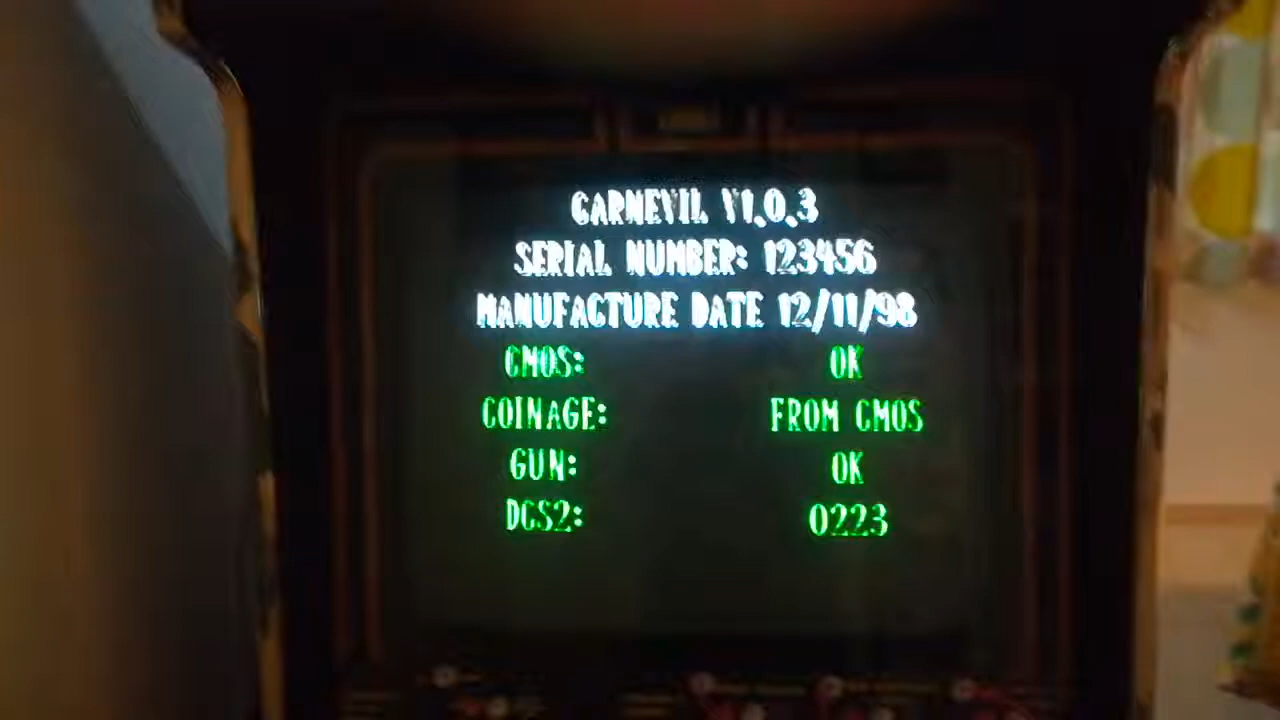 CARNEVIL V1.0.3
SERIAL NUMBER: 123456
MANUFACTURE DATE 12/11/98
CMOS: OK
COINAGE: FROM CMOS
GUN: OK
DCS2: 0223